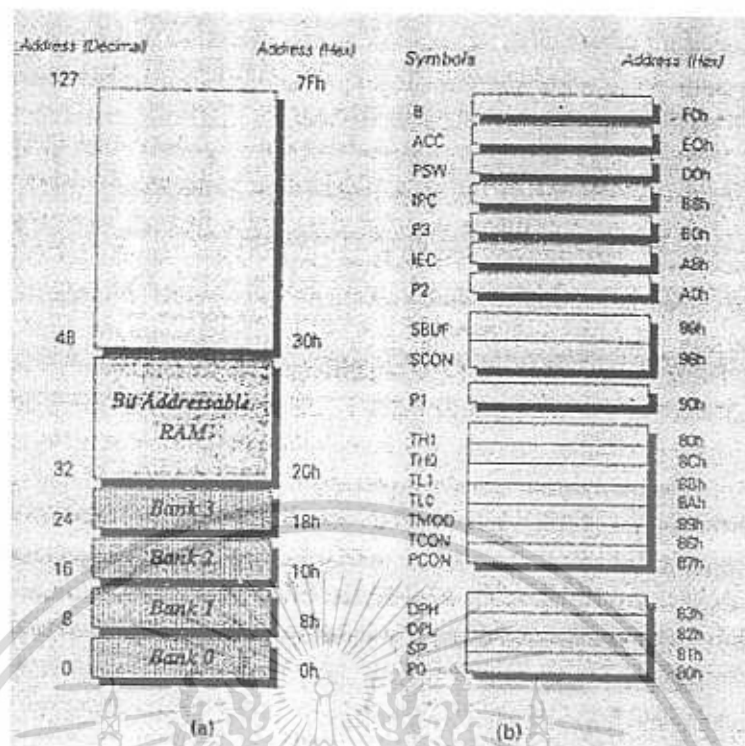 Address (Decimal) Address (Hex)
127 7Fh
48 30h
Bit Addressable
RAM
32 20h
Bank 3
24 18h
Bank 2
16 10h
Bank 1
8 8h
Bank 0
0 0h
(a)
Symbols Address (Hex)
B F0h
ACC E0h
PSW D0h
IPC B8h
P3 B0h
IEC A8h
P2 A0h
SBUF 99h
SCON 98h
P1 90h
TH1 8Dh
TH0 8Ch
TL1 8Bh
TL0 8Ah
TMOD 89h
TCON 88h
PCON 87h
DPH 83h
DPL 82h
SP 81h
P0 80h
(b)